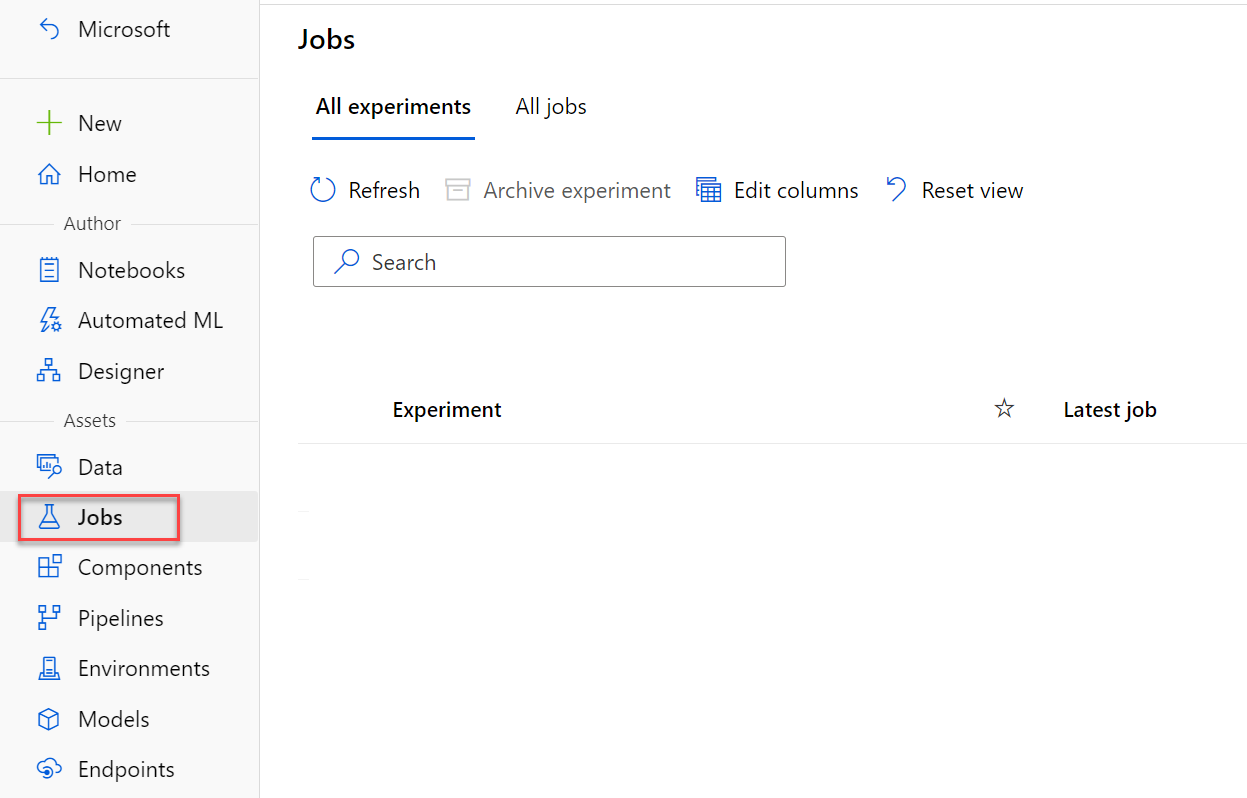 Microsoft
New
Home
Author
Notebooks
Automated ML
Designer
Assets
Data
Jobs
Components
Pipelines
Environments
Models
Endpoints
Jobs
All experiments All jobs
Refresh Archive experiment Edit columns Reset view
Search
Experiment Latest job